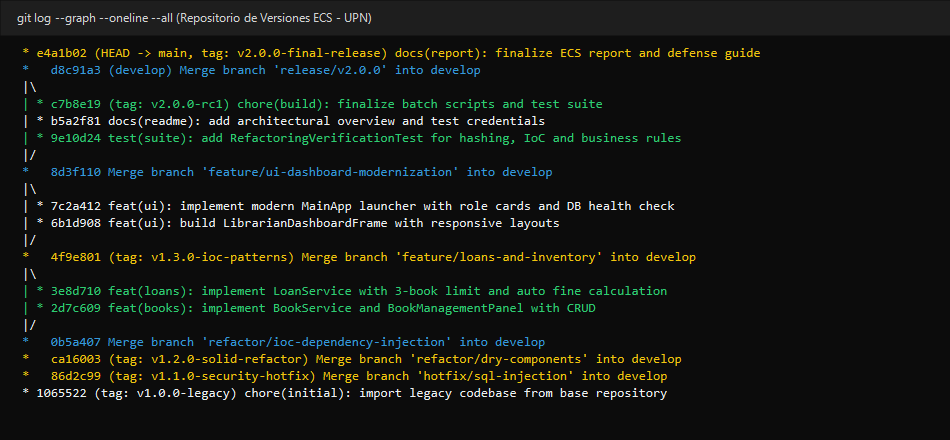 git log --graph --oneline --all (Repositorio de Versiones ECS - UPN)
* e4a1b02 (HEAD -> main, tag: v2.0.0-final-release) docs(report): finalize ECS report and defense guide
*   d8c91a3 (develop) Merge branch 'release/v2.0.0' into develop
|\
| * c7b8e19 (tag: v2.0.0-rc1) chore(build): finalize batch scripts and test suite
| * b5a2f81 docs(readme): add architectural overview and test credentials
| * 9e10d24 test(suite): add RefactoringVerificationTest for hashing, IoC and business rules
|/
*   8d3f110 Merge branch 'feature/ui-dashboard-modernization' into develop
|\
| * 7c2a412 feat(ui): implement modern MainApp launcher with role cards and DB health check
| * 6b1d908 feat(ui): build LibrarianDashboardFrame with responsive layouts
|/
*   4f9e801 (tag: v1.3.0-ioc-patterns) Merge branch 'feature/loans-and-inventory' into develop
|\
| * 3e8d710 feat(loans): implement LoanService with 3-book limit and auto fine calculation
| * 2d7c609 feat(books): implement BookService and BookManagementPanel with CRUD
|/
*   0b5a407 Merge branch 'refactor/ioc-dependency-injection' into develop
*   ca16003 (tag: v1.2.0-solid-refactor) Merge branch 'refactor/dry-components' into develop
*   86d2c99 (tag: v1.1.0-security-hotfix) Merge branch 'hotfix/sql-injection' into develop
* 1065522 (tag: v1.0.0-legacy) chore(initial): import legacy codebase from base repository